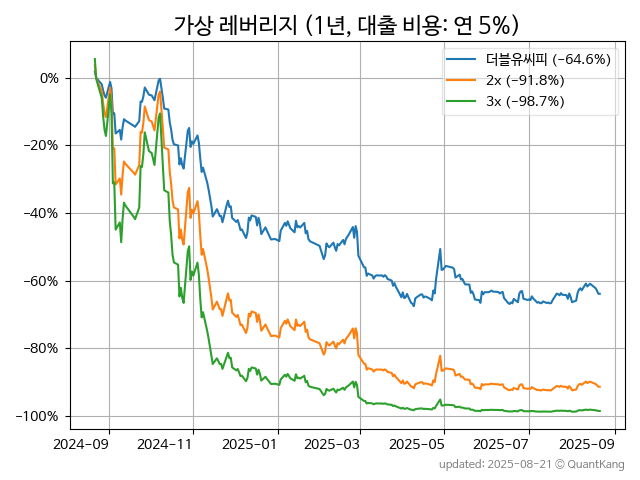 가상 레버리지 (1년, 대출 비용: 연 5%)
더블유씨피 (−64.6%)
2x (−91.8%)
3x (−98.7%)
0%
−20%
−40%
−60%
−80%
−100%
2024-09 2024-11 2025-01 2025-03 2025-05 2025-07 2025-09
updated: 2025-08-21 © QuantKang